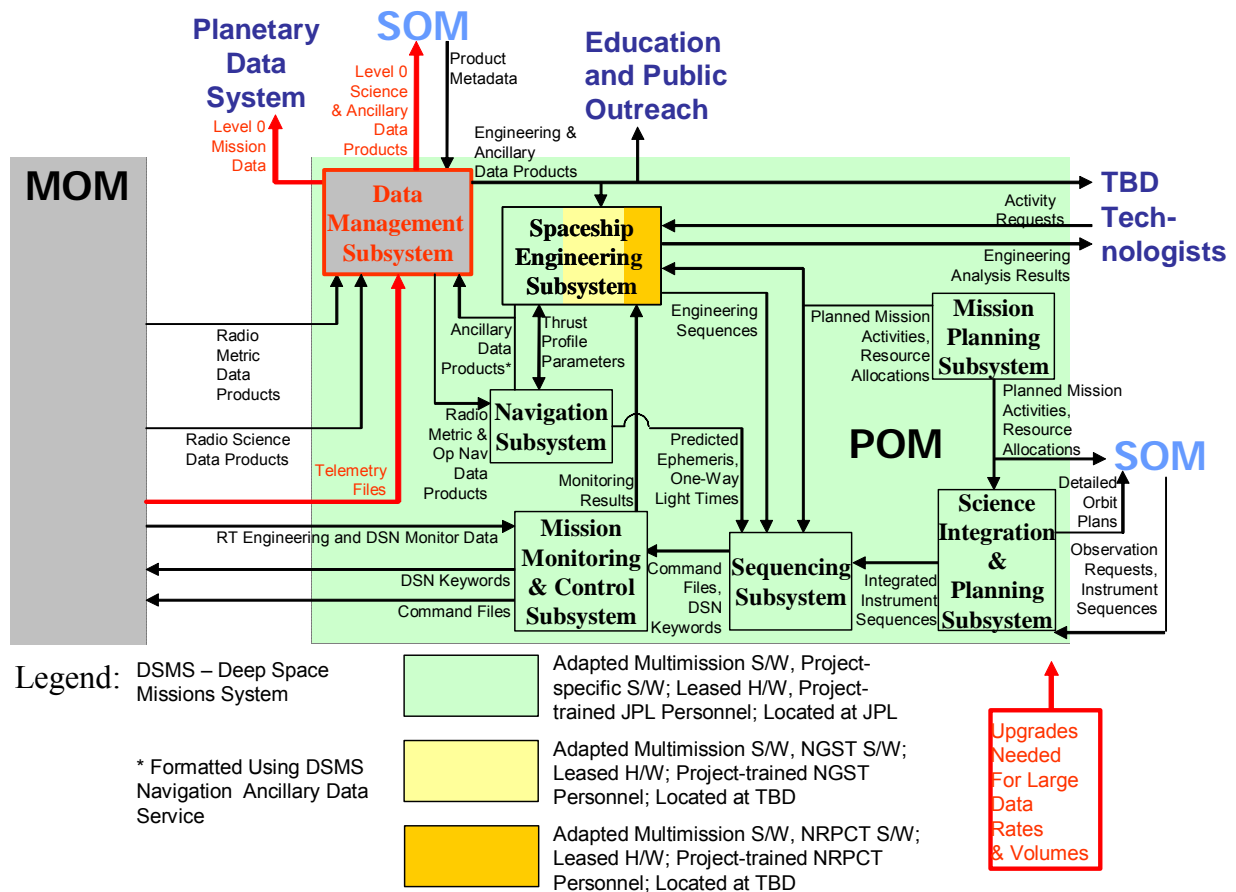 Planetary
Data
System
SOM
Product
Metadata
Education
and Public
Outreach
Level 0
Science
& Ancillary
Data
Products
Level 0
Mission
Data
Engineering &
Ancillary
Data Products
MOM
Data
Management
Subsystem
Spaceship
Engineering
Subsystem
Activity
Requests
TBD
Tech-
nologists
Engineering
Analysis Results
Radio
Metric
Data
Products
Ancillary
Data
Products*
Thrust
Profile
Parameters
Engineering
Sequences
Planned Mission
Activities,
Resource
Allocations
Mission
Planning
Subsystem
Planned Mission
Activities,
Resource
Allocations
Navigation
Subsystem
Radio
Metric &
Op Nav
Data
Products
Radio Science
Data Products
Predicted
Ephemeris,
One-Way
Light Times
POM
SOM
Telemetry
Files
Monitoring
Results
Detailed
Orbit
Plans
RT Engineering and DSN Monitor Data
Mission
Monitoring
& Control
Subsystem
DSN Keywords
Command Files
Command
Files,
DSN
Keywords
Sequencing
Subsystem
Integrated
Instrument
Sequences
Science
Integration
&
Planning
Subsystem
Observation
Requests,
Instrument
Sequences
Legend:
DSMS – Deep Space
Missions System
* Formatted Using DSMS
Navigation Ancillary Data
Service
Adapted Multimission S/W, Project-
specific S/W; Leased H/W, Project-
trained JPL Personnel; Located at JPL
Adapted Multimission S/W, NGST S/W;
Leased H/W; Project-trained NGST
Personnel; Located at TBD
Adapted Multimission S/W, NRPCT S/W;
Leased H/W; Project-trained NRPCT
Personnel; Located at TBD
Upgrades
Needed
For Large
Data
Rates
& Volumes